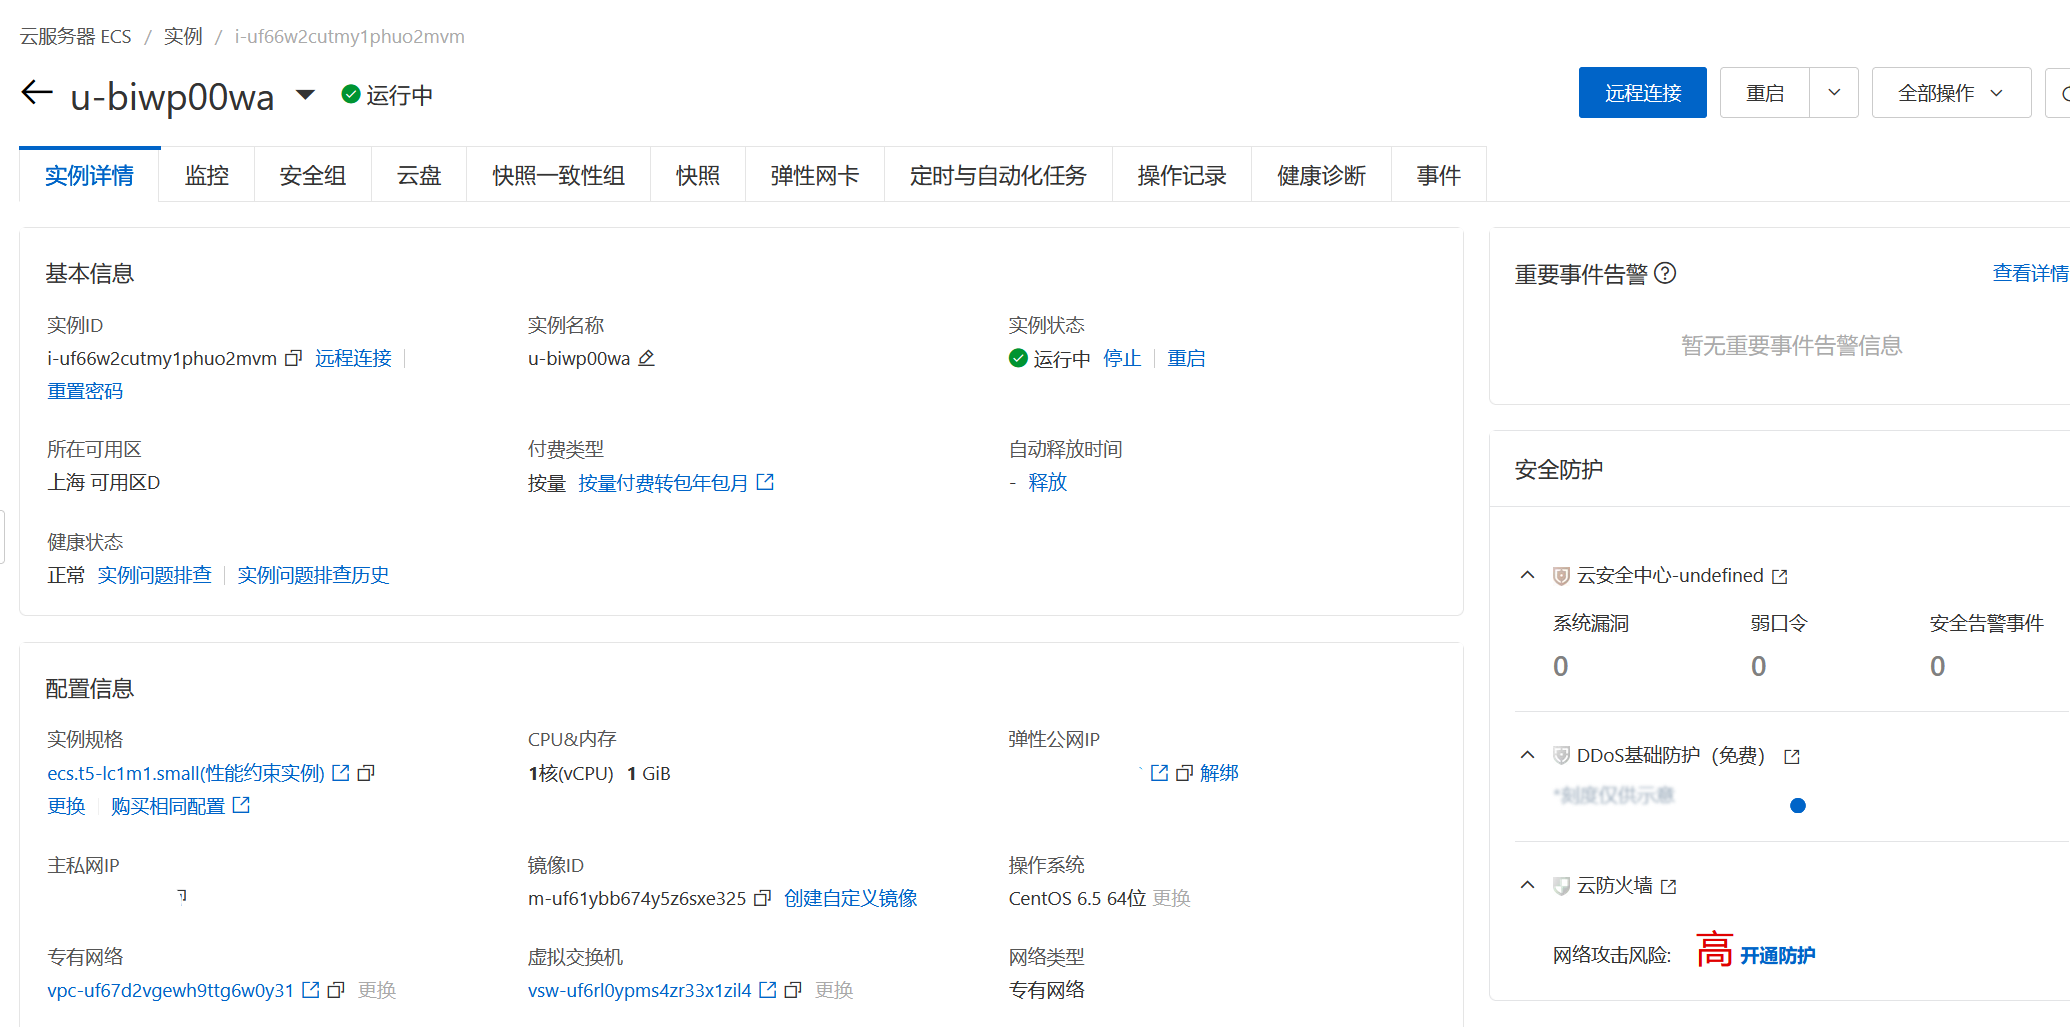 云服务器 ECS / 实例 / i-uf66w2cutmy1phuo2mvm
u-biwp00wa 运行中
远程连接 重启 全部操作
实例详情 监控 安全组 云盘 快照一致性组 快照 弹性网卡 定时与自动化任务 操作记录 健康诊断 事件
基本信息
实例ID 实例名称 实例状态
i-uf66w2cutmy1phuo2mvm 远程连接 u-biwp00wa 运行中 停止 重启
重置密码
所在可用区 付费类型 自动释放时间
上海 可用区D 按量 按量付费转包年包月 - 释放
健康状态
正常 实例问题排查 实例问题排查历史
配置信息
实例规格 CPU&内存 弹性公网IP
ecs.t5-lc1m1.small(性能约束实例) 1核(vCPU) 1 GiB 解绑
更换 购买相同配置
主私网IP 镜像ID 操作系统
m-uf61ybb674y5z6sxe325 创建自定义镜像 CentOS 6.5 64位 更换
专有网络 虚拟交换机 网络类型
vpc-uf67d2vgewh9ttg6w0y31 更换 vsw-uf6rl0ypms4zr33x1zil4 更换 专有网络
重要事件告警 查看详情
暂无重要事件告警信息
安全防护
云安全中心-undefined
系统漏洞 弱口令 安全告警事件
0 0 0
DDoS基础防护（免费）
*刻度仅供示意
云防火墙
网络攻击风险: 高 开通防护